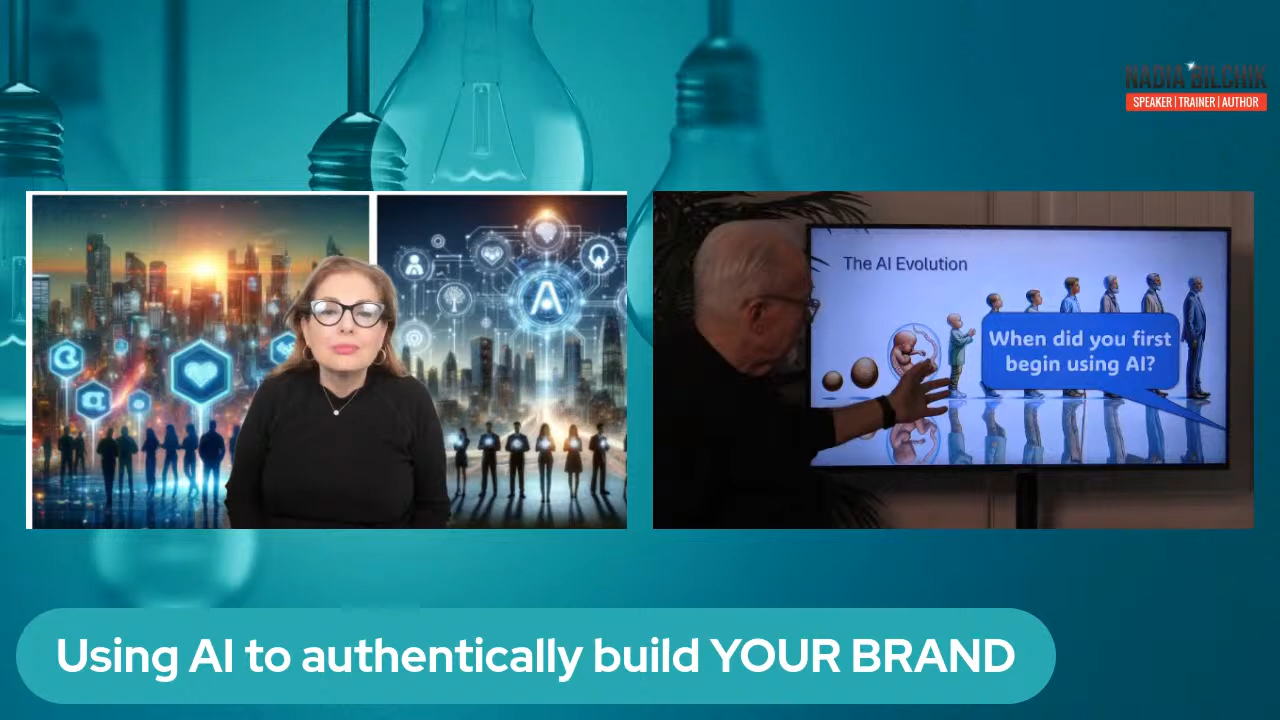 NADIA BILCHIK
SPEAKER | TRAINER | AUTHOR
A
The AI Evolution
When did you first
begin using AI?
Using AI to authentically build YOUR BRAND